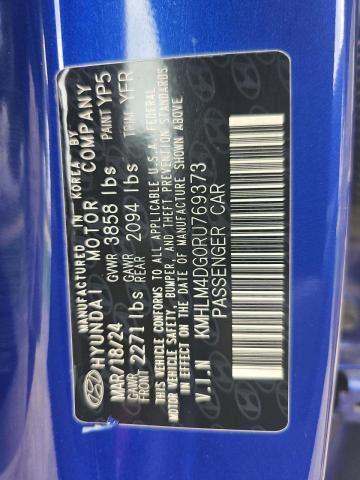 MANUFACTURED IN KOREA BY
HYUNDAI MOTOR COMPANY
MAR/18/24 GVWR 3858 lbs PAINT YP5
GAWR FRONT 2271 lbs GAWR REAR 2094 lbs TRIM YFR
THIS VEHICLE CONFORMS TO ALL APPLICABLE U.S.A. FEDERAL
MOTOR VEHICLE SAFETY, BUMPER, AND THEFT PREVENTION STANDARDS
IN EFFECT ON THE DATE OF MANUFACTURE SHOWN ABOVE
V.I.N KMHLM4DG0RU769373
PASSENGER CAR